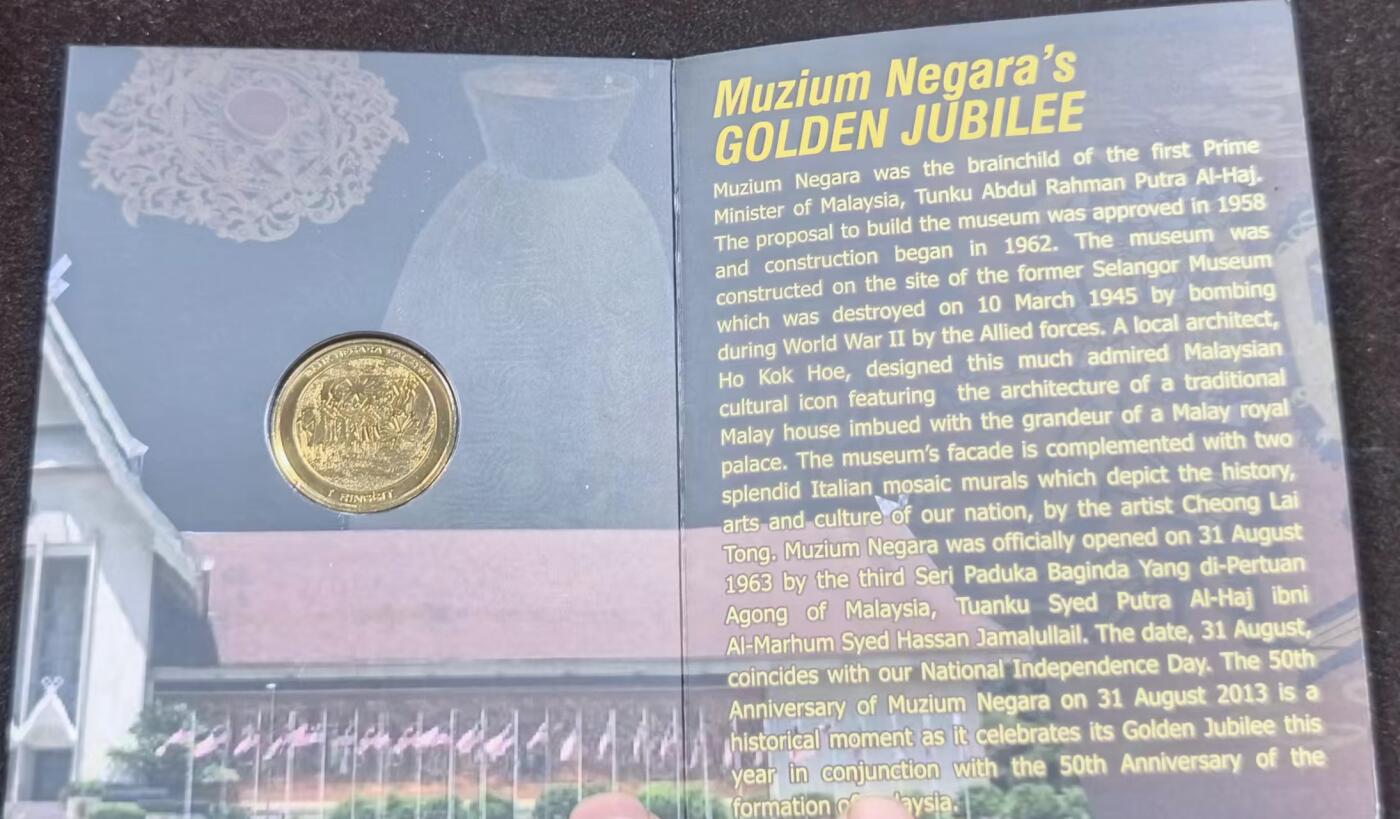 BANK NEGARA MALAYSIA
1 RINGGIT
Muzium Negara's
GOLDEN JUBILEE
Muzium Negara was the brainchild of the first Prime
Minister of Malaysia, Tunku Abdul Rahman Putra Al-Haj.
The proposal to build the museum was approved in 1958
and construction began in 1962. The museum was
constructed on the site of the former Selangor Museum
which was destroyed on 10 March 1945 by bombing
during World War II by the Allied forces. A local architect,
Ho Kok Hoe, designed this much admired Malaysian
cultural icon featuring the architecture of a traditional
Malay house imbued with the grandeur of a Malay royal
palace. The museum's facade is complemented with two
splendid Italian mosaic murals which depict the history,
arts and culture of our nation, by the artist Cheong Lai
Tong. Muzium Negara was officially opened on 31 August
1963 by the third Seri Paduka Baginda Yang di-Pertuan
Agong of Malaysia, Tuanku Syed Putra Al-Haj ibni
Al-Marhum Syed Hassan Jamalullail. The date, 31 August,
coincides with our National Independence Day. The 50th
Anniversary of Muzium Negara on 31 August 2013 is a
historical moment as it celebrates its Golden Jubilee this
year in conjunction with the 50th Anniversary of the
formation of